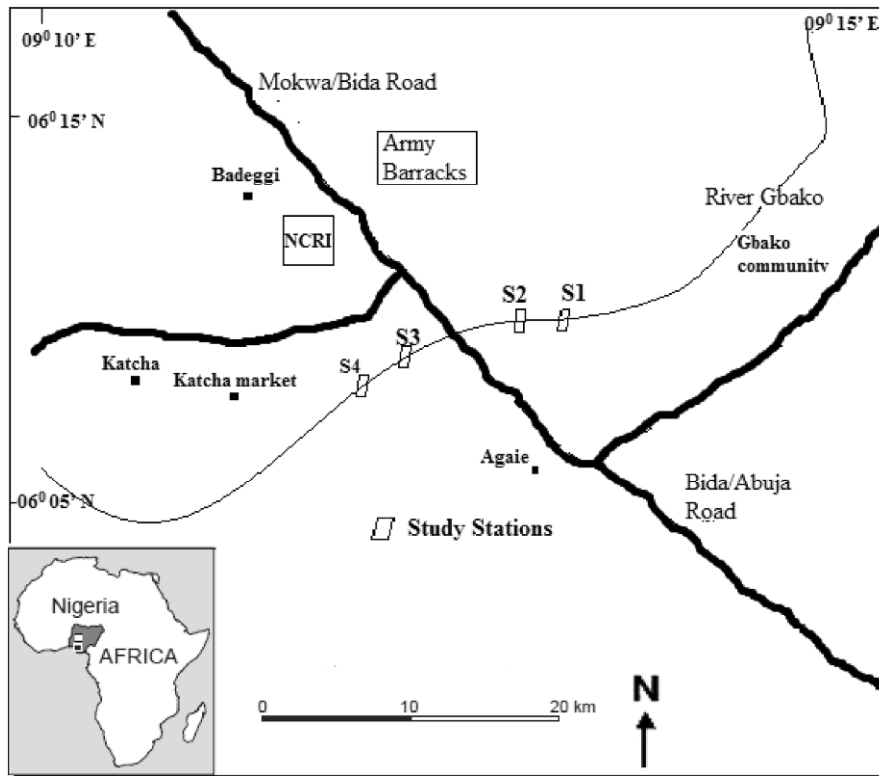 09⁰ 10’ E
09⁰ 15’ E
Mokwa/Bida Road
06⁰ 15’ N
Army
Barracks
Badeggi
River Gbako
NCRI
Gbako
communitv
S2
S1
S3
S4
Katcha
Katcha market
Agaie
Bida/Abuja
Road
06⁰ 05’ N
Study Stations
Nigeria
AFRICA
N
0
10
20 km